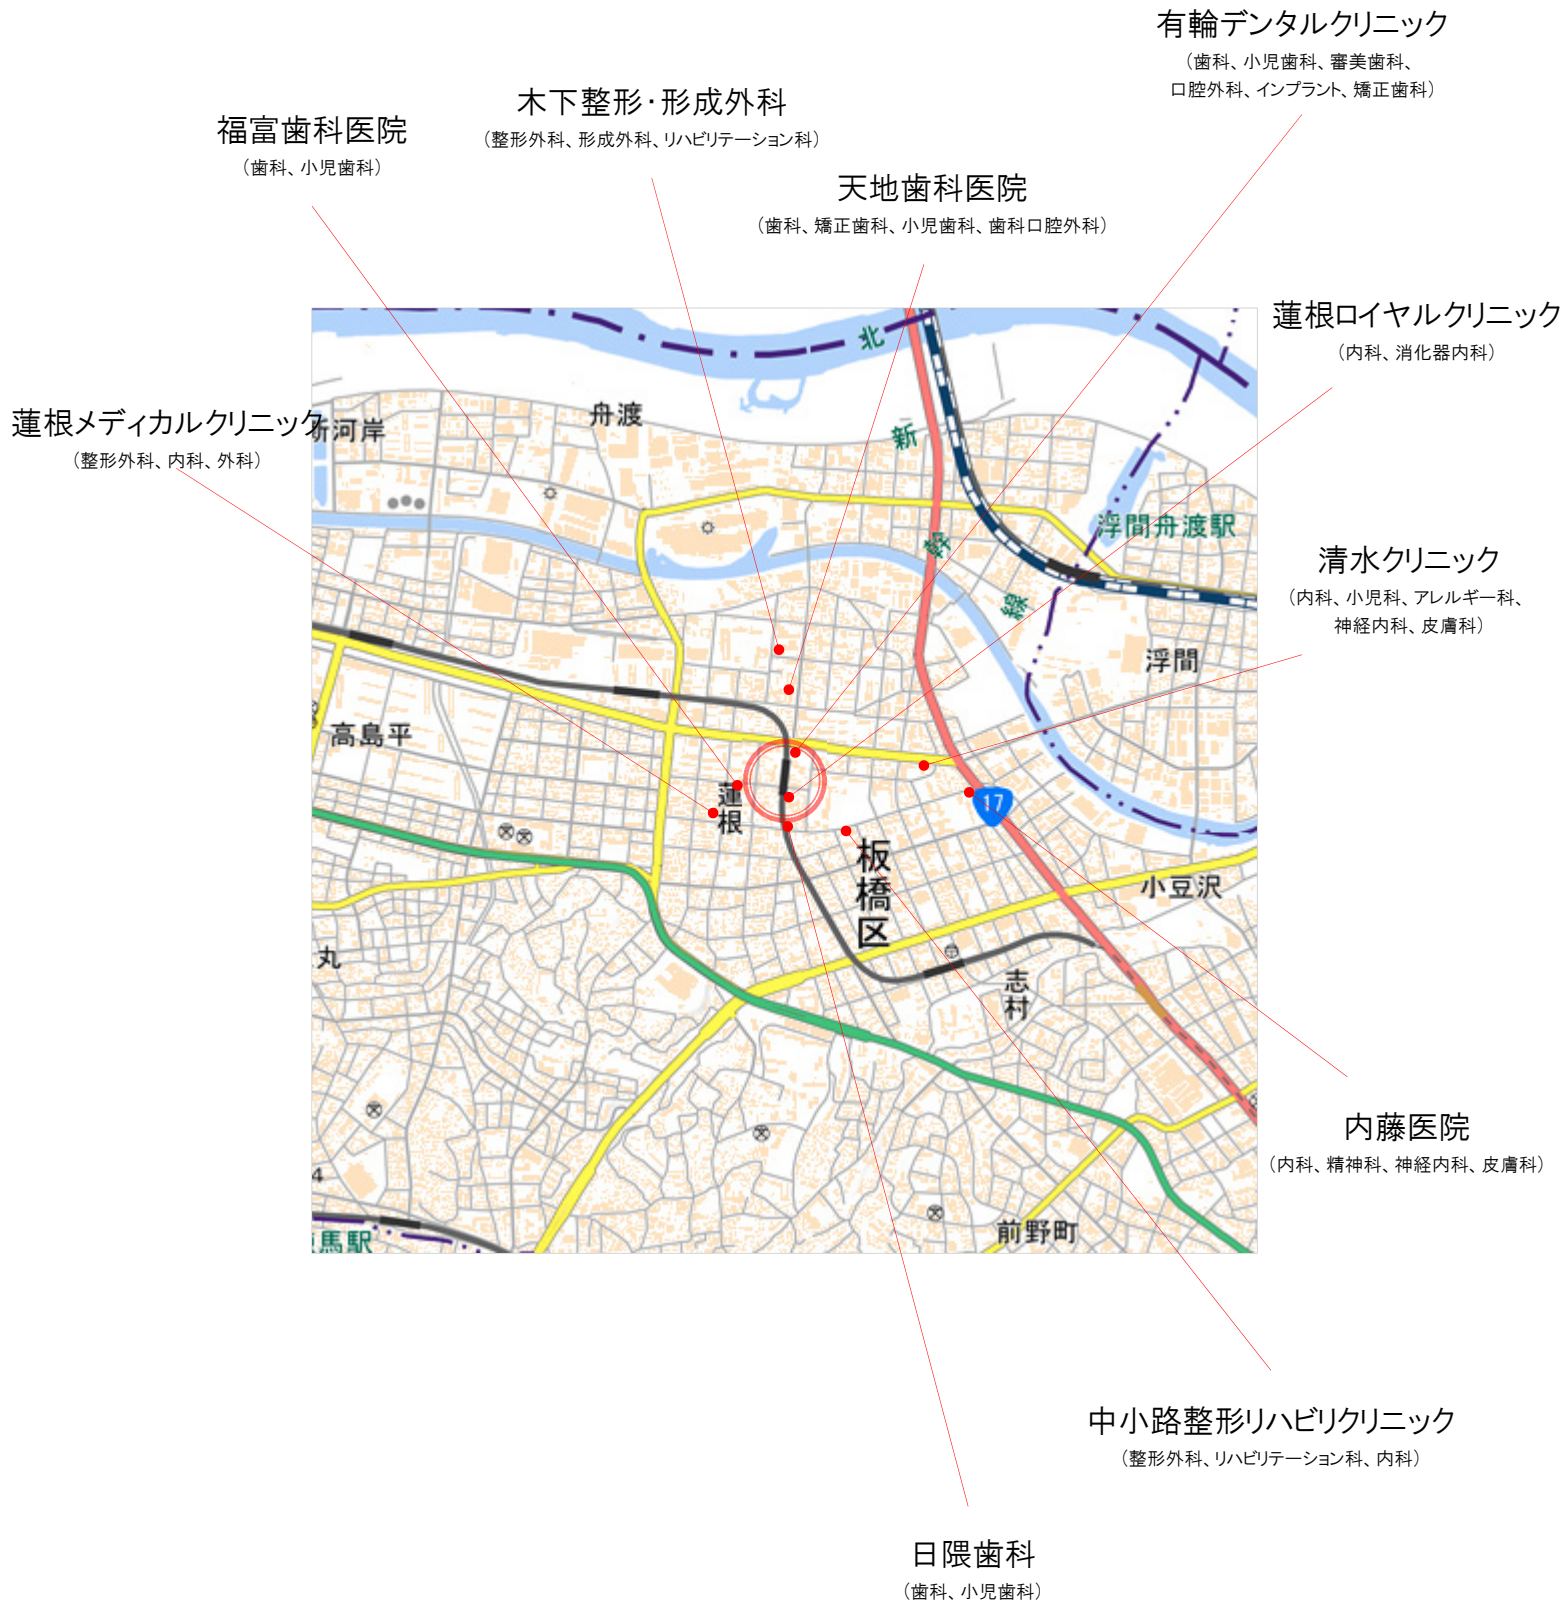 有輪デンタルクリニック
（歯科、小児歯科、審美歯科、
口腔外科、インプラント、矯正歯科）
木下整形・形成外科
（整形外科、形成外科、リハビリテーション科）
福富歯科医院
（歯科、小児歯科）
天地歯科医院
（歯科、矯正歯科、小児歯科、歯科口腔外科）
蓮根ロイヤルクリニック
（内科、消化器内科）
蓮根メディカルクリニック
（整形外科、内科、外科）
北
新河岸
舟渡
新
浮間舟渡駅
幹
清水クリニック
（内科、小児科、アレルギー科、
神経内科、皮膚科）
線
浮間
高島平
蓮根
17
板橋区
小豆沢
丸
志村
内藤医院
（内科、精神科、神経内科、皮膚科）
4
前野町
馬駅
中小路整形リハビリクリニック
（整形外科、リハビリテーション科、内科）
日隈歯科
（歯科、小児歯科）